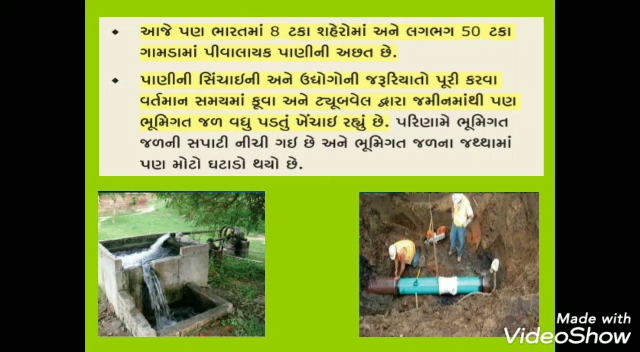 આજે પણ ભારતમાં 8 ટકા શહેરોમાં અને લગભગ 50 ટકા
ગામડામાં પીવાલાયક પાણીની અછત છે.
પાણીની સિંચાઇની અને ઉદ્યોગોની જરૂરિયાતો પૂરી કરવા
વર્તમાન સમયમાં કૂવા અને ટ્યૂબવેલ દ્વારા જમીનમાંથી પણ
ભૂમિગત જળ વધુ પડતું ખેંચાઇ રહ્યું છે. પરિણામે ભૂમિગત
જળની સપાટી નીચી ગઇ છે અને ભૂમિગત જળના જથ્થામાં
પણ મોટો ઘટાડો થયો છે.
Made with
VideoShow